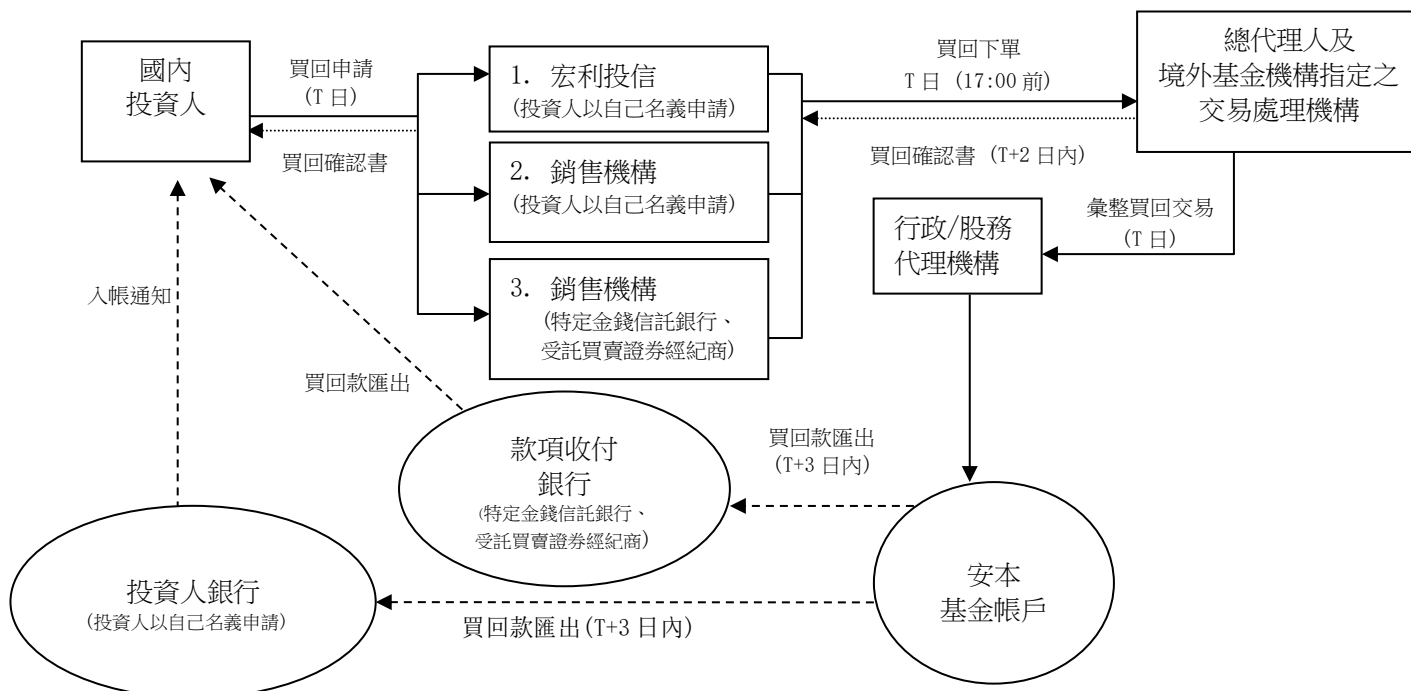 國內
投資人
買回申請
(T 日)
買回確認書
1. 宏利投信
(投資人以自己名義申請)
2. 銷售機構
(投資人以自己名義申請)
3. 銷售機構
(特定金錢信託銀行、
受託買賣證券經紀商)
買回下單
T 日 (17:00 前)
買回確認書 (T+2 日內)
總代理人及
境外基金機構指定之
交易處理機構
彙整買回交易
(T 日)
行政/股務
代理機構
入帳通知
買回款匯出
款項收付
銀行
(特定金錢信託銀行、
受託買賣證券經紀商)
買回款匯出
(T+3 日內)
安本
基金帳戶
投資人銀行
(投資人以自己名義申請)
買回款匯出(T+3 日內)